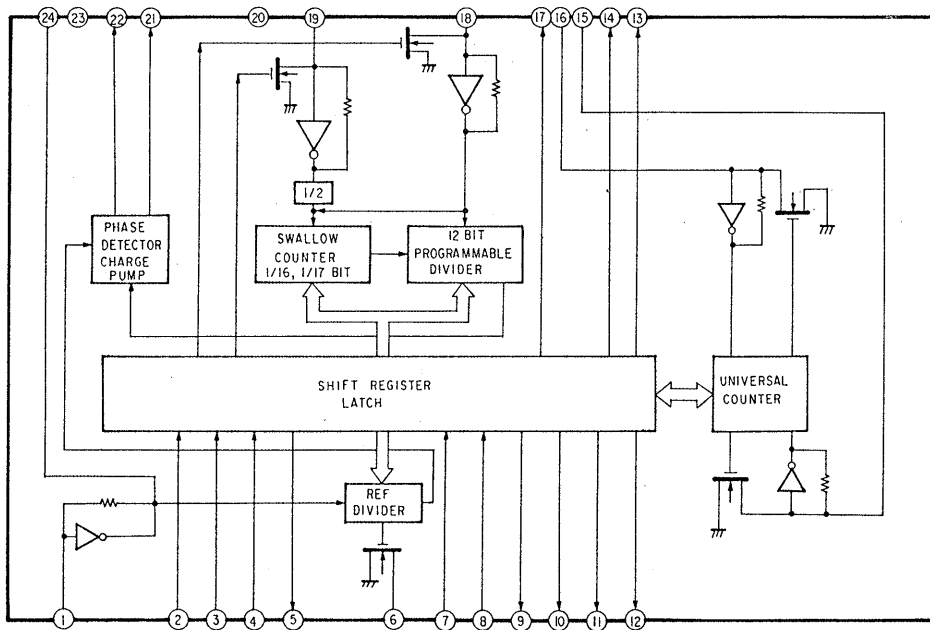 24 23 22 21 20 19 18 17 16 15 14 13
1/2
PHASE
DETECTOR
CHARGE
PUMP
SWALLOW
COUNTER
1/16, 1/17 BIT
12 BIT
PROGRAMMABLE
DIVIDER
SHIFT REGISTER
LATCH
UNIVERSAL
COUNTER
REF
DIVIDER
1 2 3 4 5 6 7 8 9 10 11 12